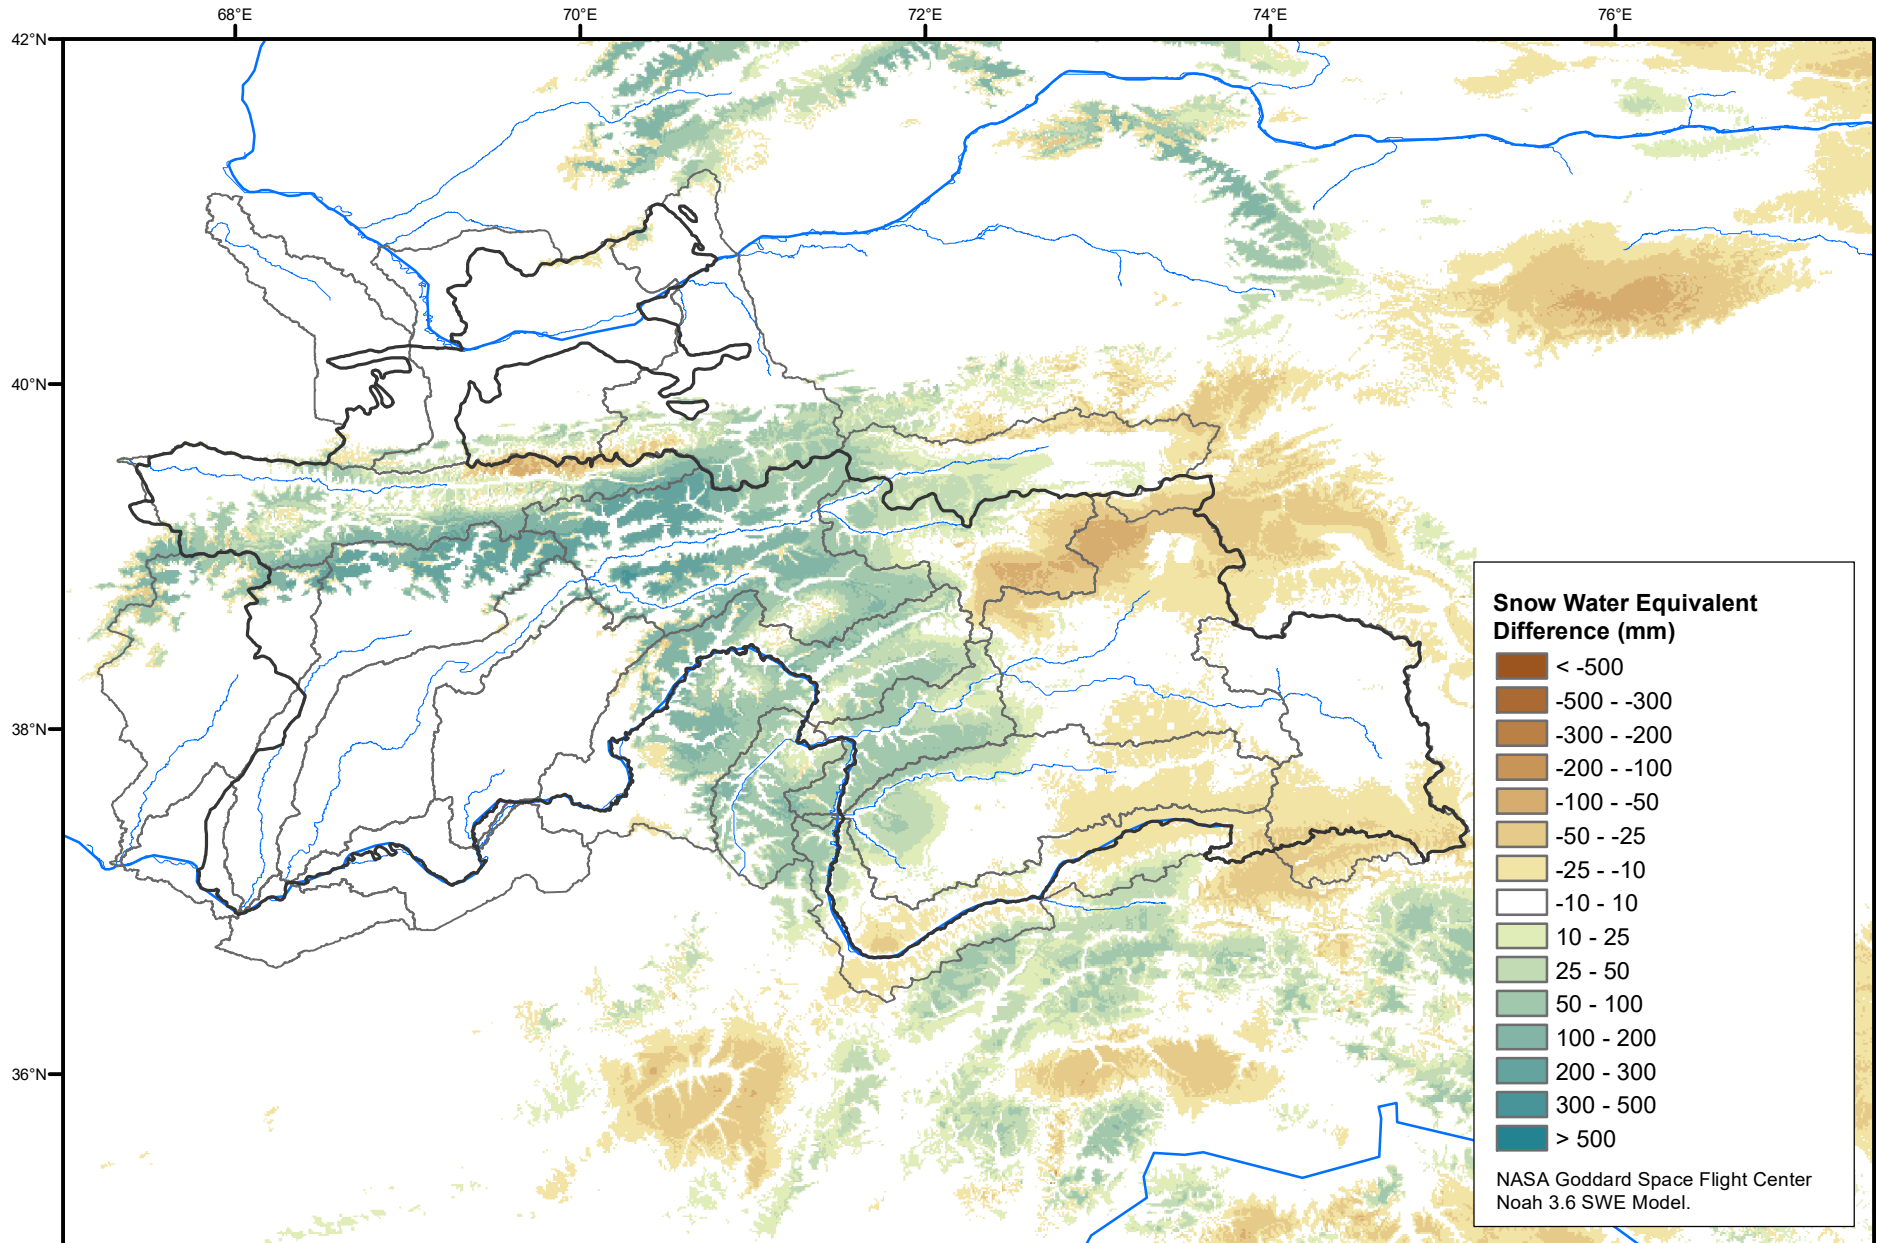 68°E
70°E
72°E
74°E
76°E
42°N
40°N
38°N
36°N
Snow Water Equivalent
Difference (mm)
< -500
-500 - -300
-300 - -200
-200 - -100
-100 - -50
-50 - -25
-25 - -10
-10 - 10
10 - 25
25 - 50
50 - 100
100 - 200
200 - 300
300 - 500
> 500
NASA Goddard Space Flight Center
Noah 3.6 SWE Model.